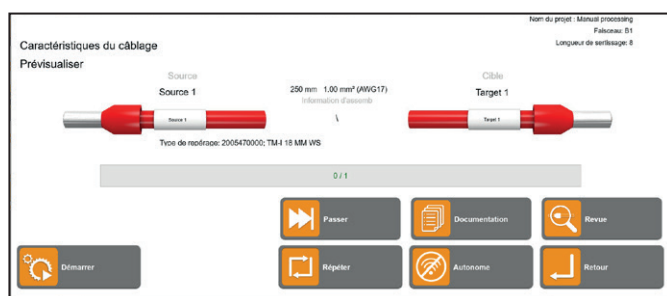 Nom du projet : Manual processing
Faisceau: B1
Longueur de sertissage: 8
Caractéristiques du câblage
Prévisualiser
Source
Cible
Source 1
250 mm 1.00 mm² (AWG17)
Target 1
Information d'assemb
\
Source 1
Target 1
Type de repérage: 2005470000; TM-I 18 MM WS
0 / 1
Passer
Documentation
Revue
Démarrer
Répéter
Autonome
Retour